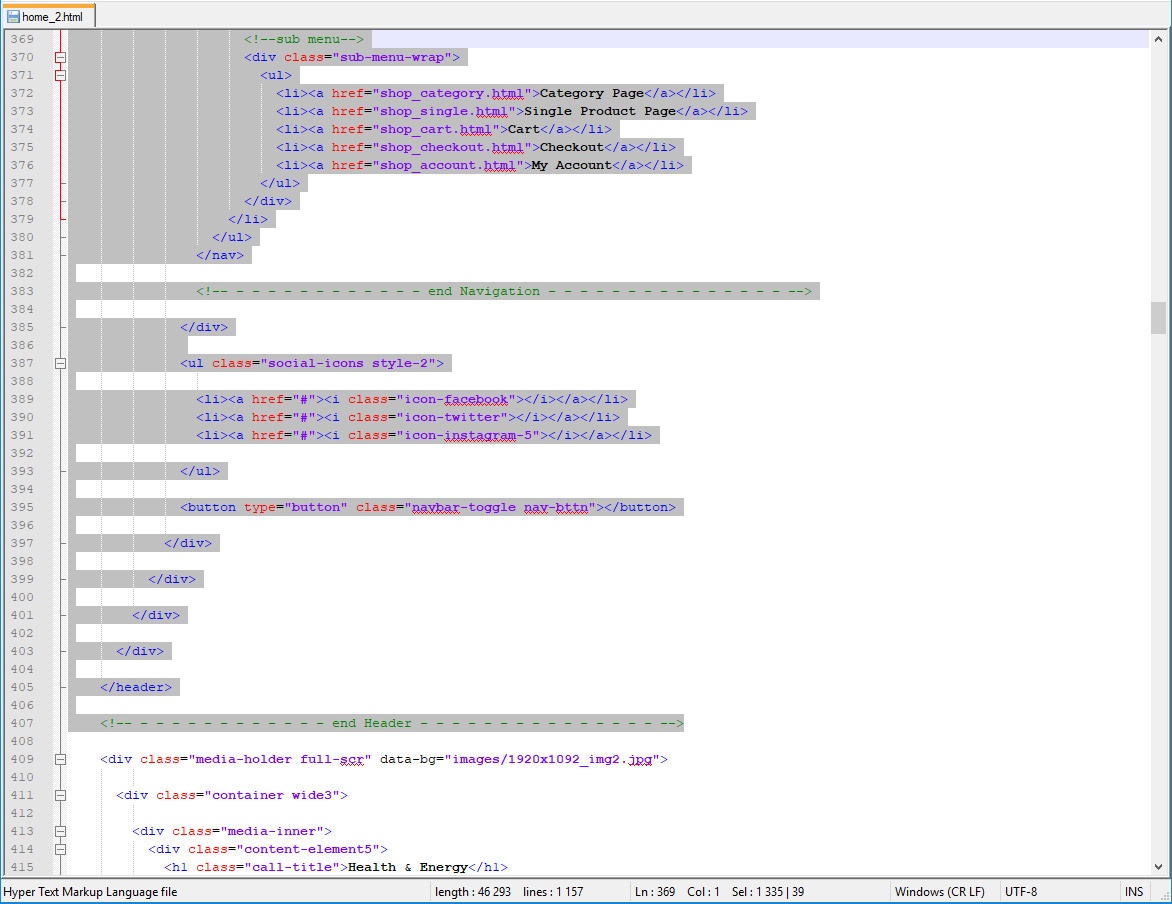 home_2.html
369 <!--sub menu-->
370 <div class="sub-menu-wrap">
371 <ul>
372 <li><a href="shop_category.html">Category Page</a></li>
373 <li><a href="shop_single.html">Single Product Page</a></li>
374 <li><a href="shop_cart.html">Cart</a></li>
375 <li><a href="shop_checkout.html">Checkout</a></li>
376 <li><a href="shop_account.html">My Account</a></li>
377 </ul>
378 </div>
379 </li>
380 </ul>
381 </nav>
382
383 <!-- - - - - - - - - - - - - - end Navigation - - - - - - - - - - - - - - - -->
384
385 </div>
386
387 <ul class="social-icons style-2">
388
389 <li><a href="#"><i class="icon-facebook"></i></a></li>
390 <li><a href="#"><i class="icon-twitter"></i></a></li>
391 <li><a href="#"><i class="icon-instagram-5"></i></a></li>
392
393 </ul>
394
395 <button type="button" class="navbar-toggle nav-bttn"></button>
396
397 </div>
398
399 </div>
400
401 </div>
402
403 </div>
404
405 </header>
406
407 <!-- - - - - - - - - - - - - - end Header - - - - - - - - - - - - - - - - -->
408
409 <div class="media-holder full-scr" data-bg="images/1920x1092_img2.jpg">
410
411 <div class="container wide3">
412
413 <div class="media-inner">
414 <div class="content-element5">
415 <h1 class="call-title">Health & Energy</h1>
Hyper Text Markup Language file length : 46 293 lines : 1 157 Ln : 369 Col : 1 Sel : 1 335 | 39 Windows (CR LF) UTF-8 INS